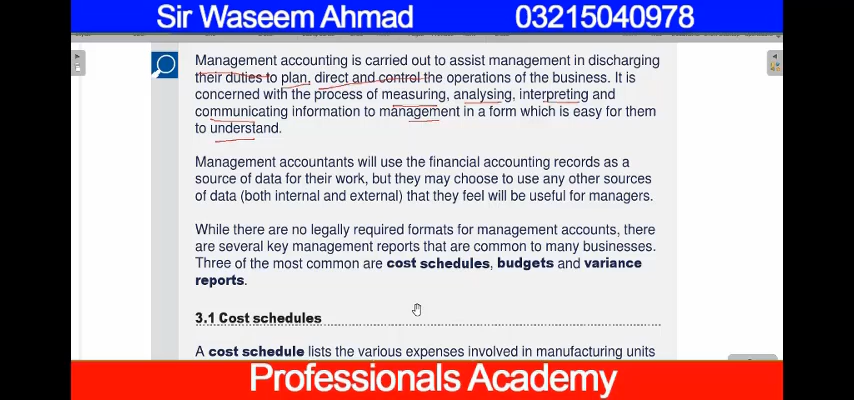 Sir Waseem Ahmad 03215040978
Management accounting is carried out to assist management in discharging
their duties to plan, direct and control the operations of the business. It is
concerned with the process of measuring, analysing, interpreting and
communicating information to management in a form which is easy for them
to understand.
Management accountants will use the financial accounting records as a
source of data for their work, but they may choose to use any other sources
of data (both internal and external) that they feel will be useful for managers.
While there are no legally required formats for management accounts, there
are several key management reports that are common to many businesses.
Three of the most common are cost schedules, budgets and variance
reports.
3.1 Cost schedules
A cost schedule lists the various expenses involved in manufacturing units
Professionals Academy